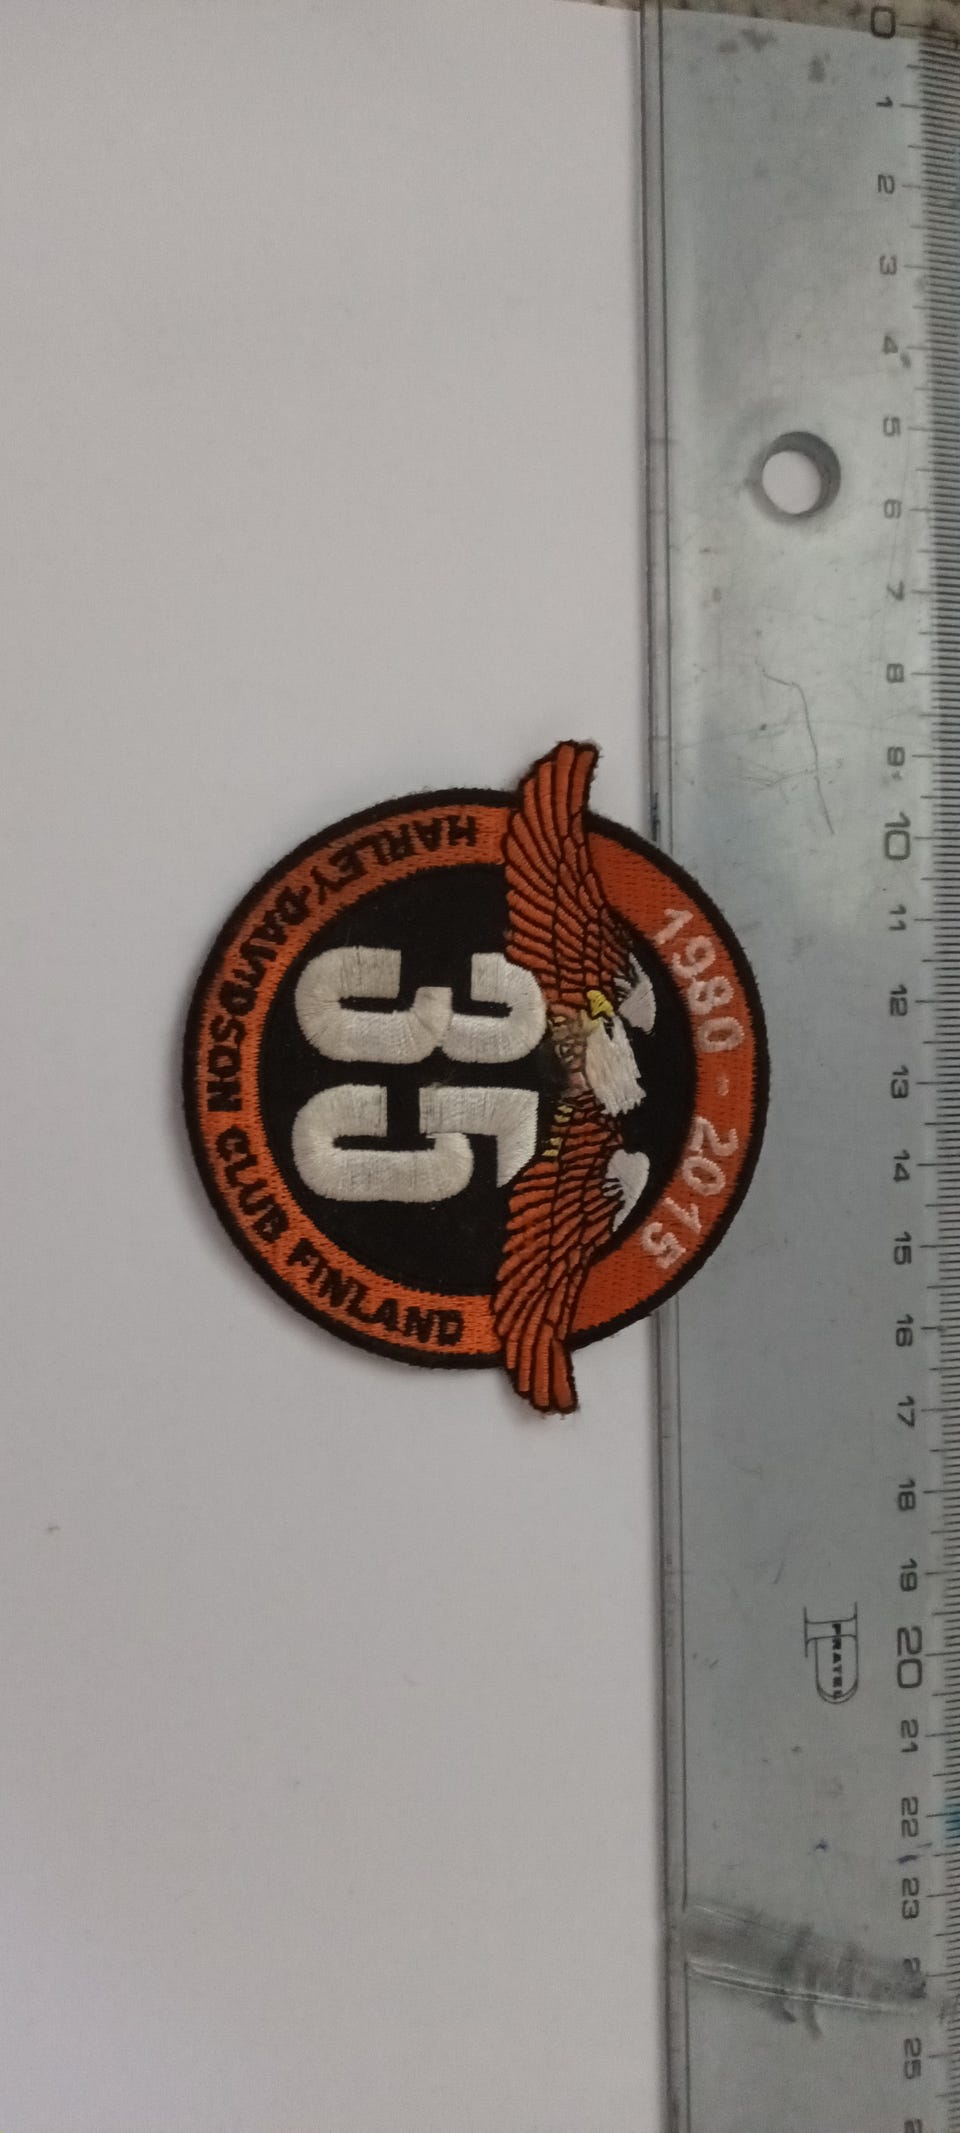 1980 - 2015
35
HARLEY-DAVIDSON CLUB FINLAND
0 1 2 3 4 5 6 7 8 9 10 11 12 13 14 15 16 17 18 19 20 21 22 23 24 25
PRATEL